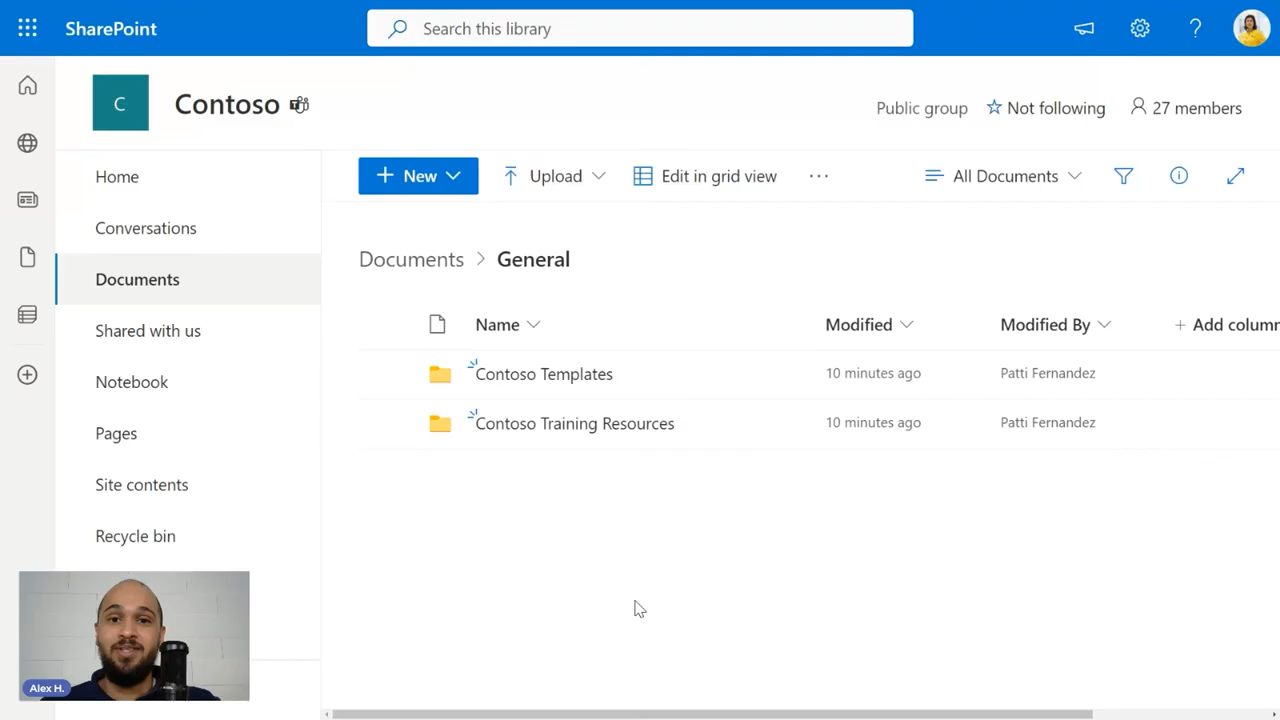 SharePoint
Search this library
C
Contoso
Public group
Not following
27 members
Home
Conversations
Documents
Shared with us
Notebook
Pages
Site contents
Recycle bin
New
Upload
Edit in grid view
All Documents
Documents > General
Name
Modified
Modified By
+ Add colum
Contoso Templates
10 minutes ago
Patti Fernandez
Contoso Training Resources
10 minutes ago
Patti Fernandez
Alex H.